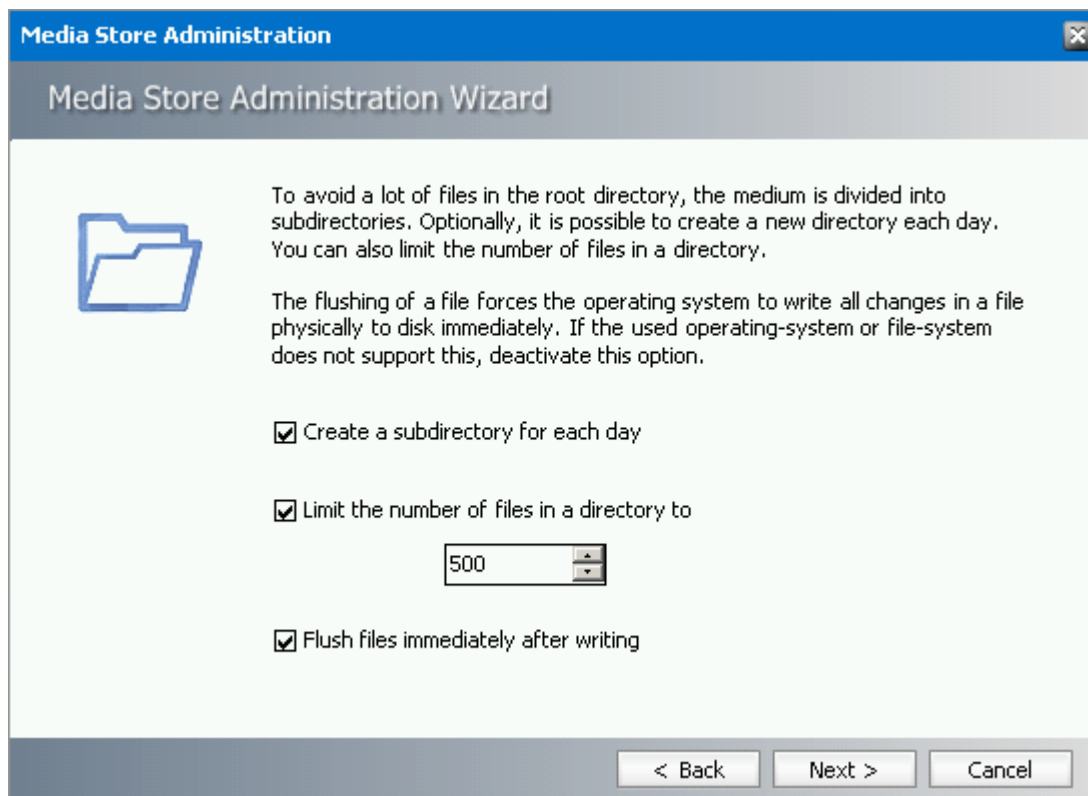 Media Store Administration
Media Store Administration Wizard
To avoid a lot of files in the root directory, the medium is divided into
subdirectories. Optionally, it is possible to create a new directory each day.
You can also limit the number of files in a directory.
The flushing of a file forces the operating system to write all changes in a file
physically to disk immediately. If the used operating-system or file-system
does not support this, deactivate this option.
Create a subdirectory for each day
Limit the number of files in a directory to
500
Flush files immediately after writing
< Back Next > Cancel